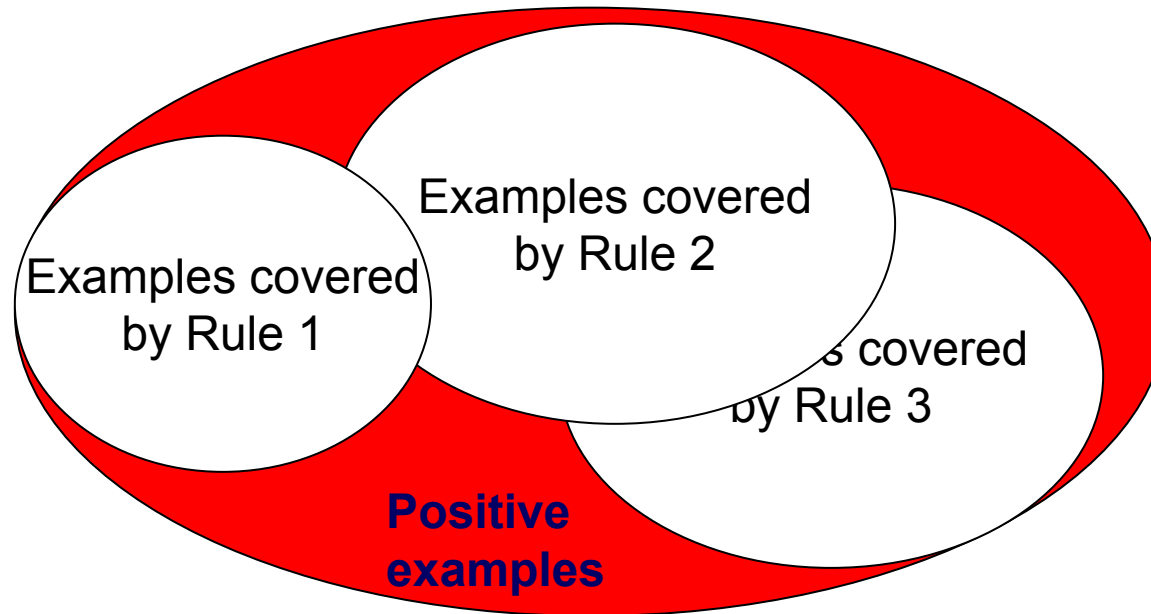 Examples covered
by Rule 2
Examples covered
by Rule 1
s covered
by Rule 3
Positive
examples